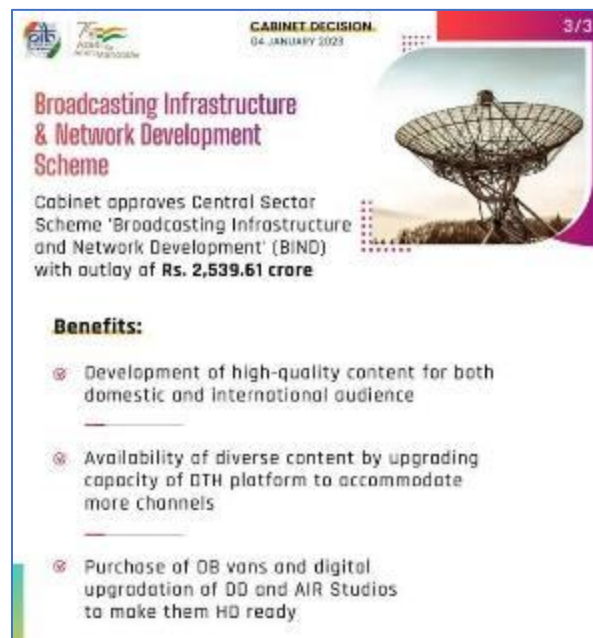 CABINET DECISION
04 JANUARY 2023
3/3
Broadcasting Infrastructure
& Network Development
Scheme
Cabinet approves Central Sector
Scheme 'Broadcasting Infrastructure
and Network Development' (BIND)
with outlay of Rs. 2,539.61 crore
Benefits:
Development of high-quality content for both
domestic and international audience
Availability of diverse content by upgrading
capacity of DTH platform to accommodate
more channels
Purchase of OB vans and digital
upgradation of DD and AIR Studios
to make them HD ready